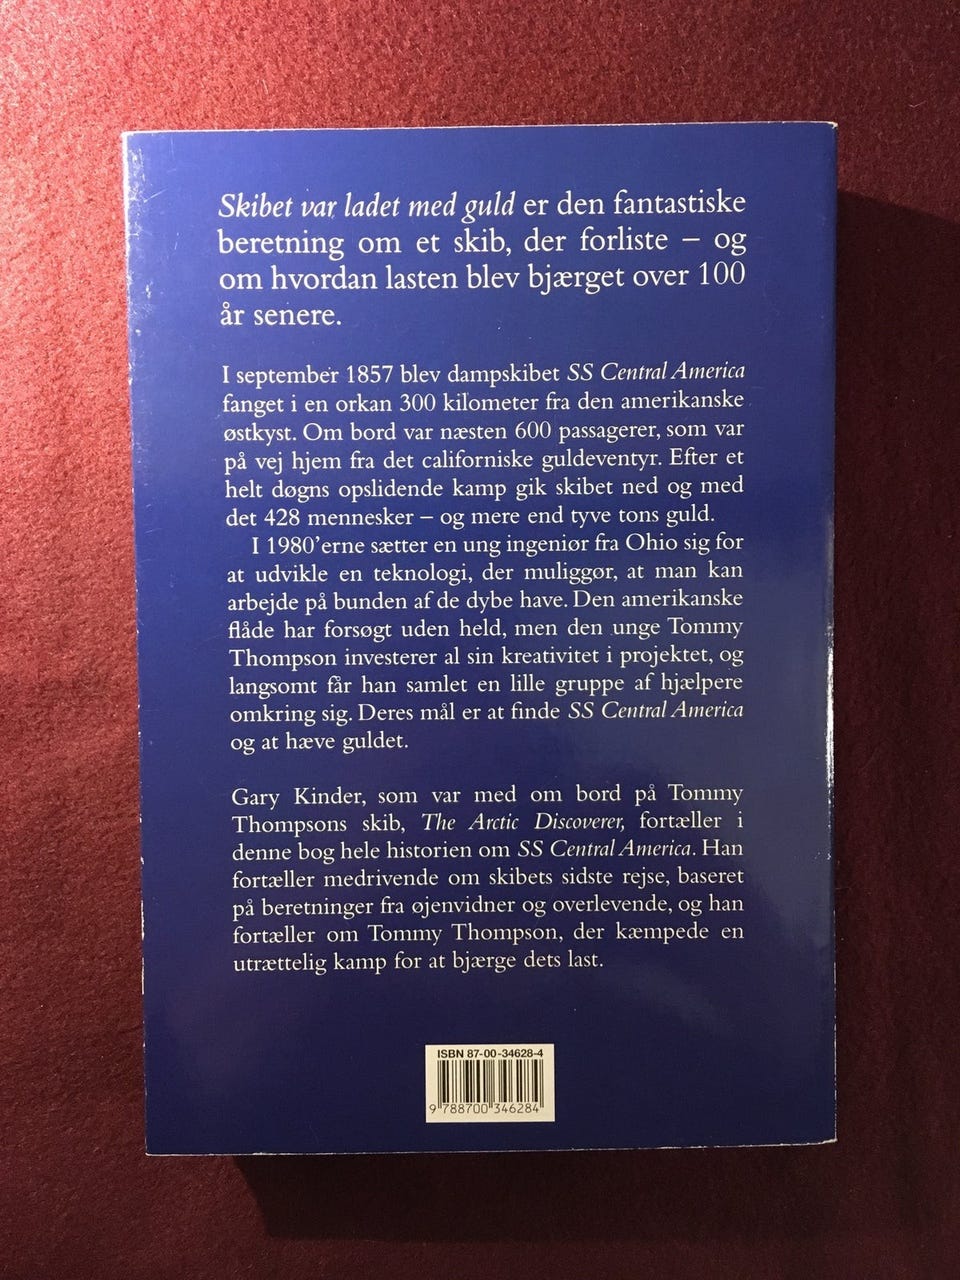 Skibet var ladet med guld er den fantastiske
beretning om et skib, der forliste – og
om hvordan lasten blev bjærget over 100
år senere.
I september 1857 blev dampskibet SS Central America
fanget i en orkan 300 kilometer fra den amerikanske
østkyst. Om bord var næsten 600 passagerer, som var
på vej hjem fra det californiske guldeventyr. Efter et
helt døgns opslidende kamp gik skibet ned og med
det 428 mennesker – og mere end tyve tons guld.
I 1980'erne sætter en ung ingeniør fra Ohio sig for
at udvikle en teknologi, der muliggør, at man kan
arbejde på bunden af de dybe have. Den amerikanske
flåde har forsøgt uden held, men den unge Tommy
Thompson investerer al sin kreativitet i projektet, og
langsomt får han samlet en lille gruppe af hjælpere
omkring sig. Deres mål er at finde SS Central America
og at hæve guldet.
Gary Kinder, som var med om bord på Tommy
Thompsons skib, The Arctic Discoverer, fortæller i
denne bog hele historien om SS Central America. Han
fortæller medrivende om skibets sidste rejse, baseret
på beretninger fra øjenvidner og overlevende, og han
fortæller om Tommy Thompson, der kæmpede en
utrættelig kamp for at bjærge dets last.
ISBN 87-00-34628-4
9 788700 346284